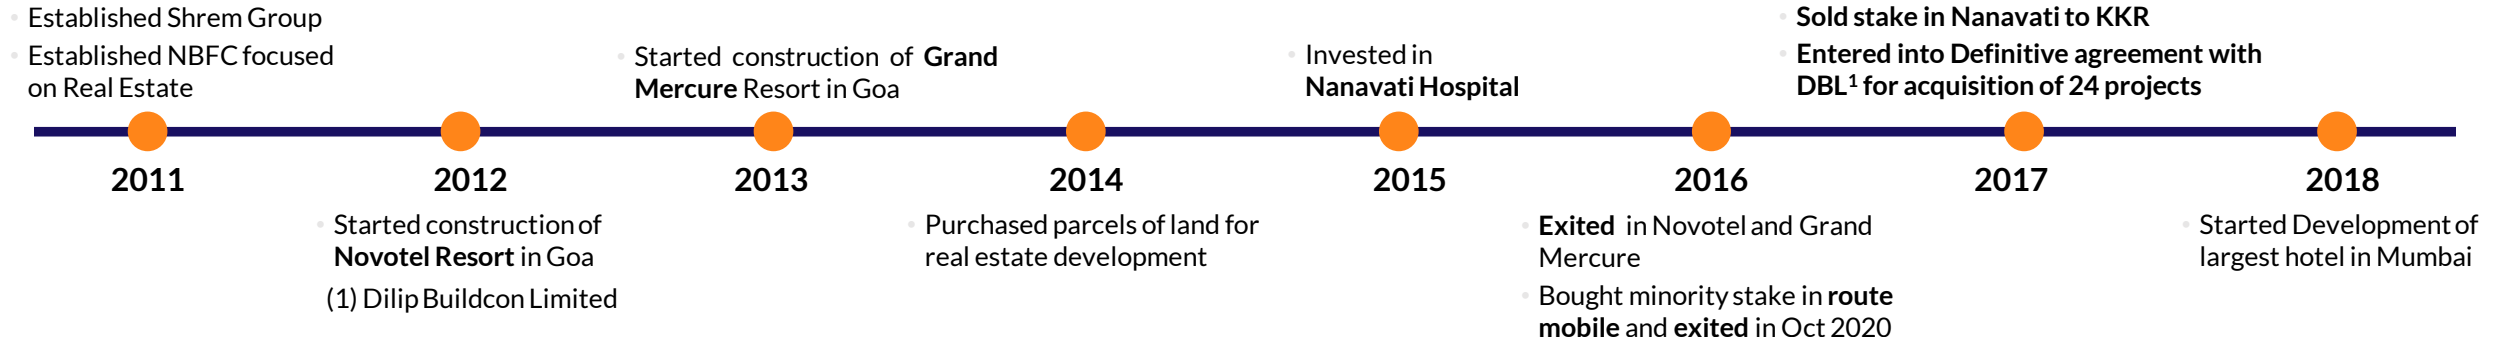 Established Shrem Group
Established NBFC focused
on Real Estate
Started construction of Grand
Mercure Resort in Goa
Invested in
Nanavati Hospital
Sold stake in Nanavati to KKR
Entered into Definitive agreement with
DBL¹ for acquisition of 24 projects
2011
2012
2013
2014
2015
2016
2017
2018
Started construction of
Novotel Resort in Goa
(1) Dilip Buildcon Limited
Purchased parcels of land for
real estate development
Exited in Novotel and Grand
Mercure
Bought minority stake in route
mobile and exited in Oct 2020
Started Development of
largest hotel in Mumbai